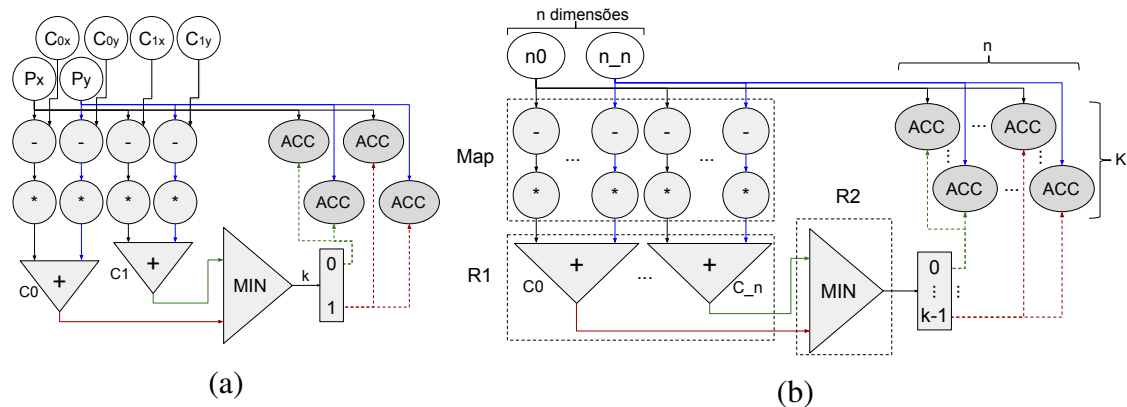 C0x C0y C1x C1y
Px Py
- - - -
* * * *
ACC ACC
ACC ACC
+ +
C0 C1
MIN
k
0
1
(a)
n dimensões
n0 n_n
n
Map
- ... - - ... -
* ... * * ... *
ACC ... ACC
ACC ... ACC
K
R1
+ ... +
C0 C_n
R2
MIN
0
⋮ ⋮
k-1
(b)